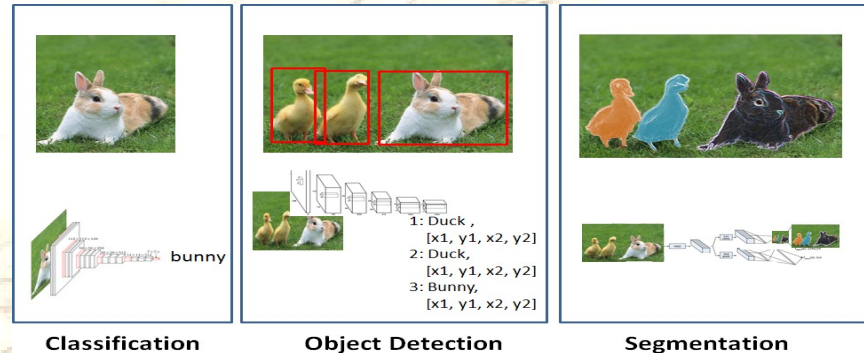 bunny
1: Duck ,
[x1, y1, x2, y2]
2: Duck,
[x1, y1, x2, y2]
3: Bunny,
[x1, y1, x2, y2]
Classification
Object Detection
Segmentation